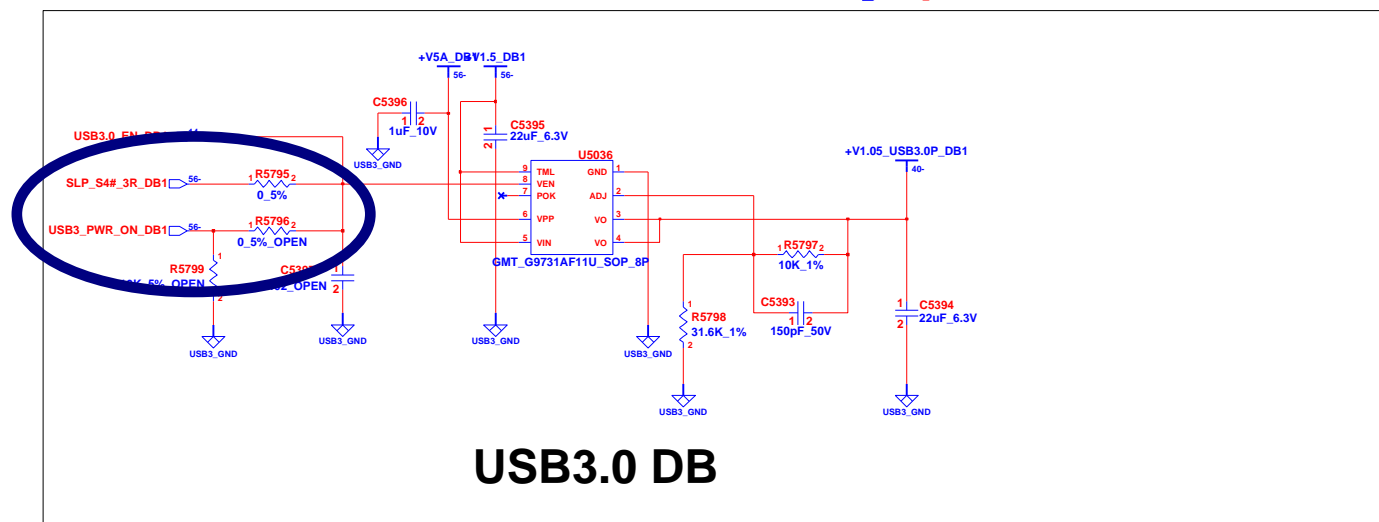 +V5A_DB1
+V1.5_DB1
56-
56-
C5396
1
2
1uF_10V
USB3_GND
C5395
22uF_6.3V
1
2
USB3_GND
SLP_S4#_3R_DB1
56-
R5795
1
2
0_5%
USB3_PWR_ON_DB1
56-
R5796
1
2
0_5%_OPEN
R5799
1
2
USB3_GND
1
2
USB3_GND
U5036
9
TML
GND
1
8
VEN
7
POK
ADJ
2
6
VPP
VO
3
5
VIN
VO
4
GMT_G9731AF11U_SOP_8P
USB3_GND
R5797
1
2
10K_1%
C5393
1
2
150pF_50V
R5798
1
2
31.6K_1%
USB3_GND
+V1.05_USB3.0P_DB1
40-
C5394
1
2
22uF_6.3V
USB3_GND
USB3.0 DB